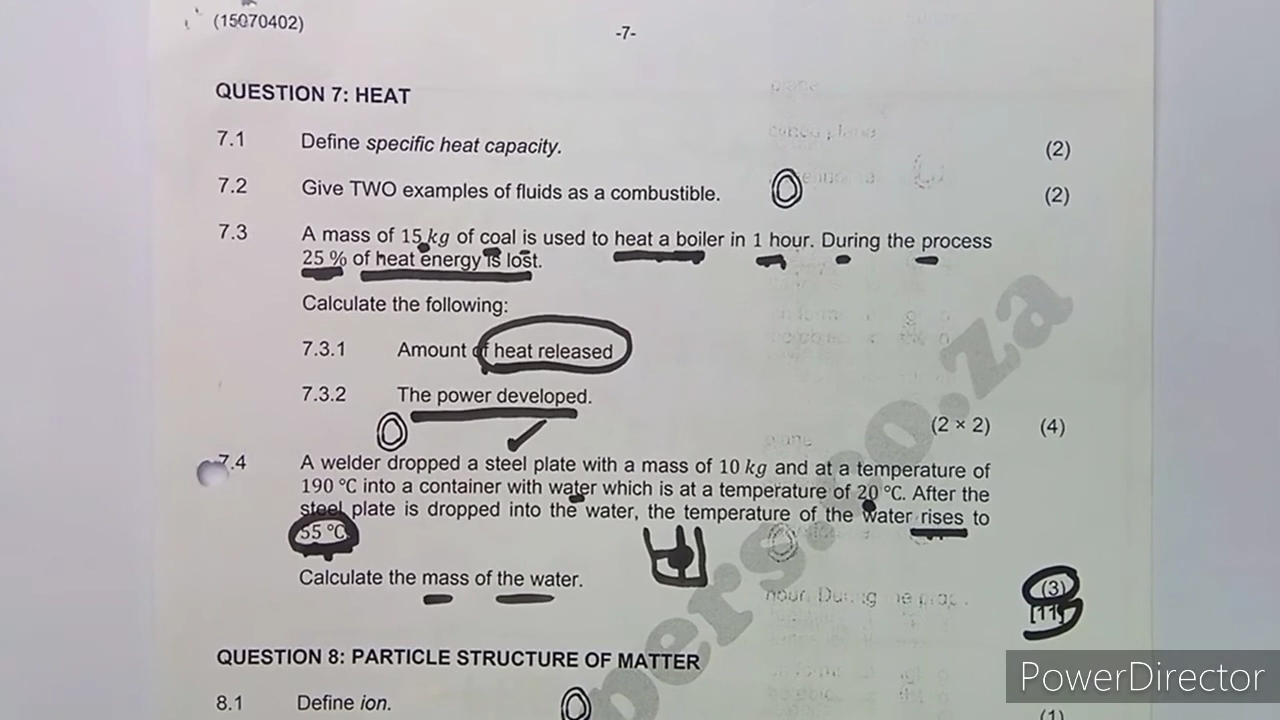 (15070402)
-7-
QUESTION 7: HEAT
7.1 Define specific heat capacity. (2)
7.2 Give TWO examples of fluids as a combustible. (2)
7.3 A mass of 15 kg of coal is used to heat a boiler in 1 hour. During the process
25 % of heat energy is lost.
Calculate the following:
7.3.1 Amount of heat released
7.3.2 The power developed.
(2 × 2) (4)
7.4 A welder dropped a steel plate with a mass of 10 kg and at a temperature of
190 °C into a container with water which is at a temperature of 20 °C. After the
steel plate is dropped into the water, the temperature of the water rises to
55 °C
Calculate the mass of the water. (3)
[11]
QUESTION 8: PARTICLE STRUCTURE OF MATTER
8.1 Define ion. (1)
pers.co.za
PowerDirector